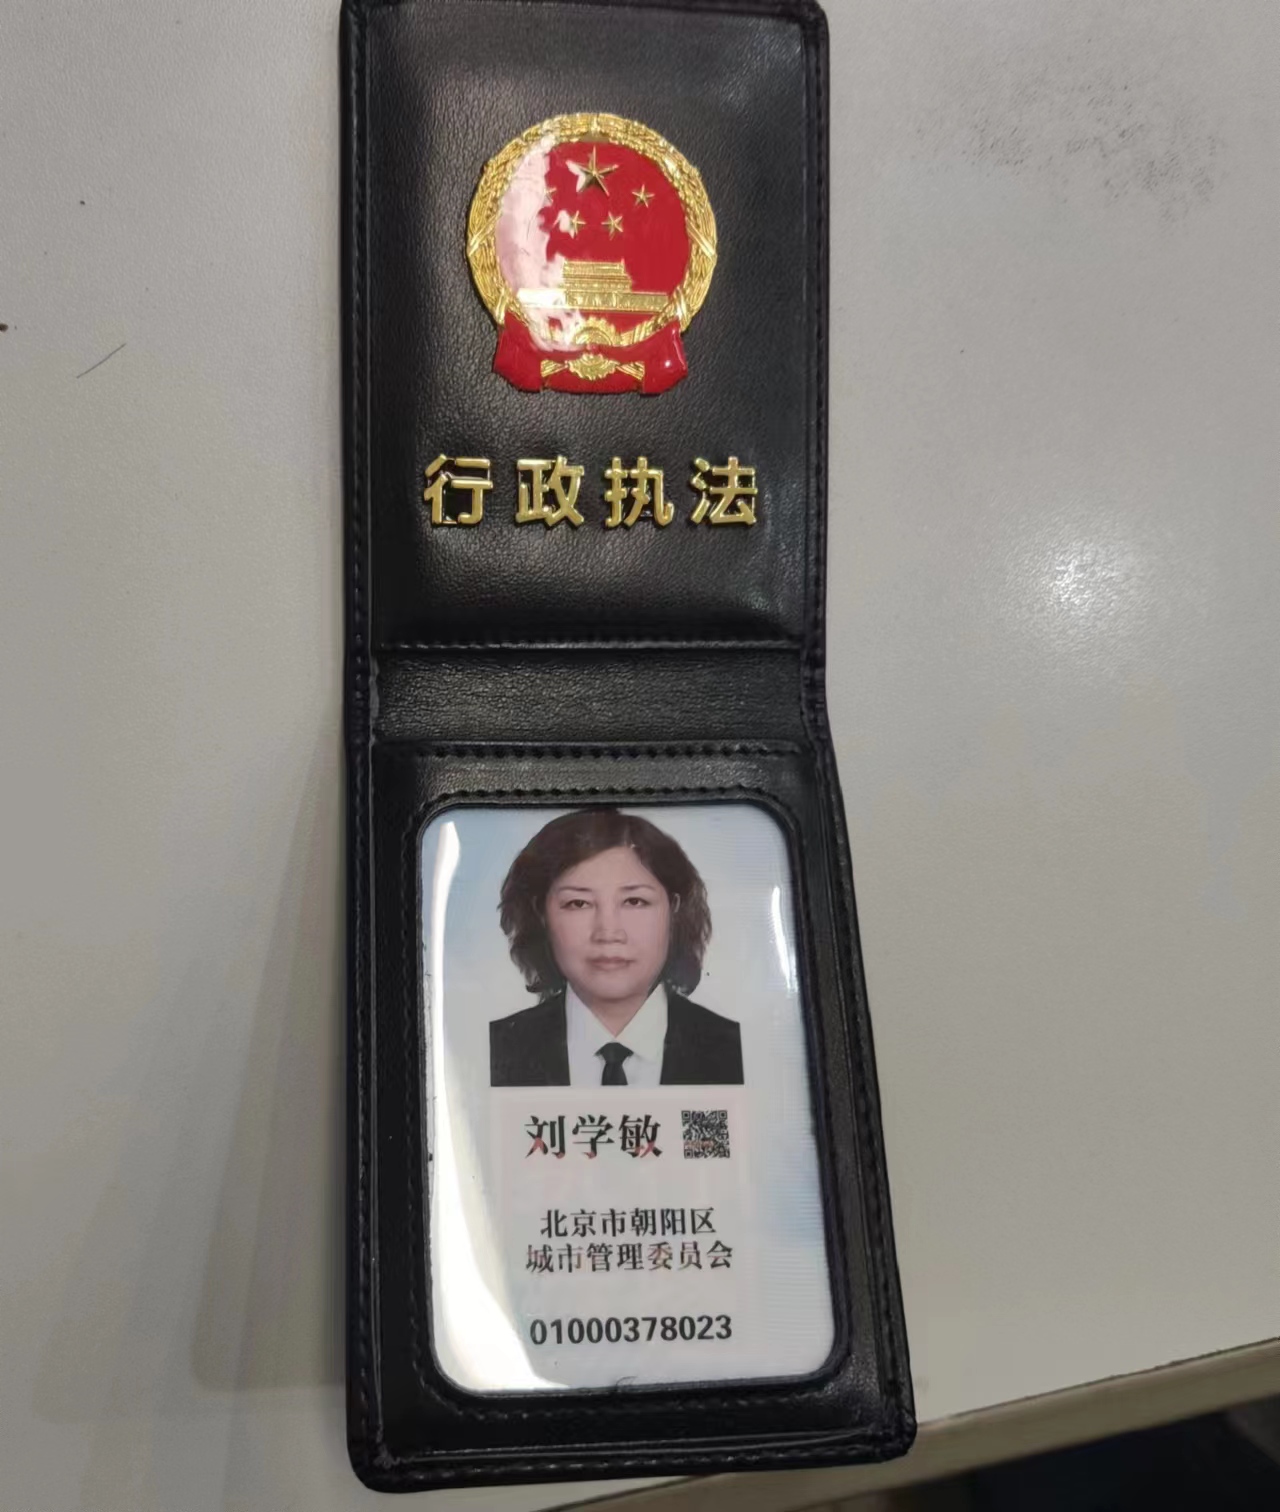 行政执法
刘学敏
北京市朝阳区
城市管理委员会
01000378023